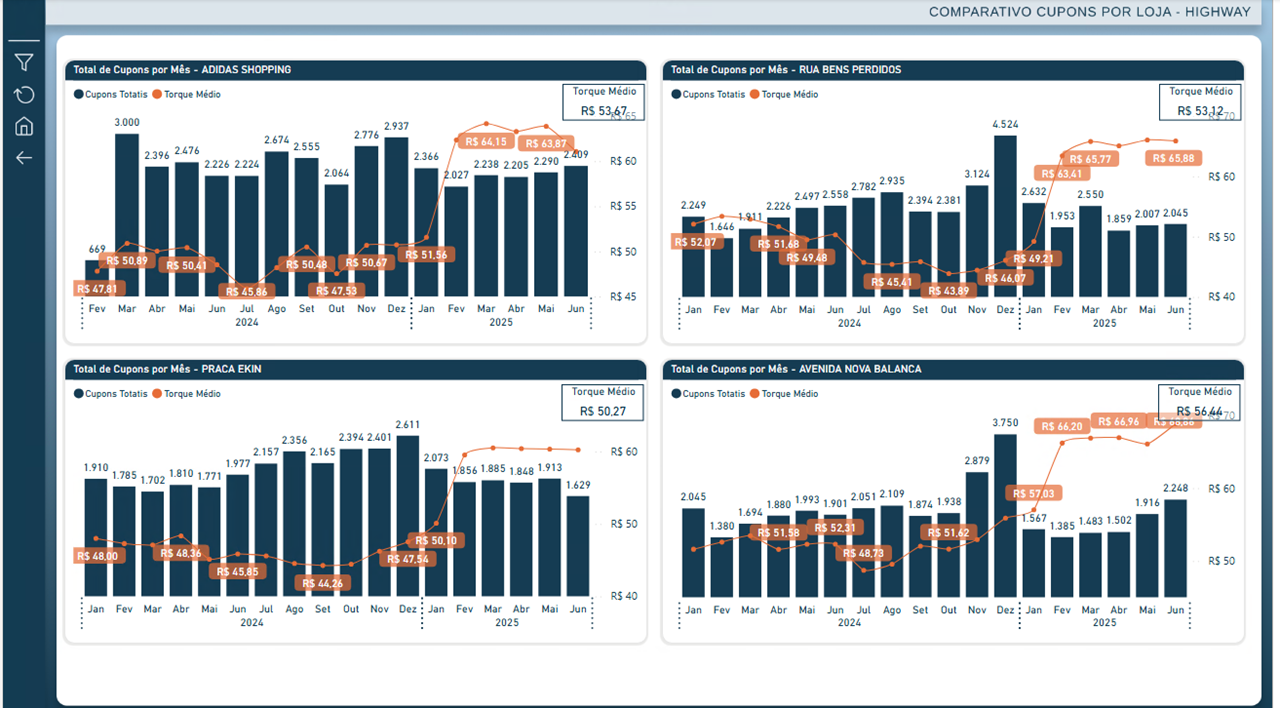 COMPARATIVO CUPONS POR LOJA - HIGHWAY
Total de Cupons por Mês - ADIDAS SHOPPING
Cupons Totatis Torque Médio
Torque Médio
R$ 53,67
R$ 65
R$ 60
R$ 55
R$ 50
R$ 45
669 3.000 2.396 2.476 2.226 2.224 2.674 2.555 2.064 2.776 2.937 2.366 2.027 2.238 2.205 2.290 2.409
R$ 47,81 R$ 50,89 R$ 50,41 R$ 45,86 R$ 50,48 R$ 47,53 R$ 50,67 R$ 51,56 R$ 64,15 R$ 63,87
Fev Mar Abr Mai Jun Jul Ago Set Out Nov Dez Jan Fev Mar Abr Mai Jun
2024 2025
Total de Cupons por Mês - RUA BENS PERDIDOS
Cupons Totatis Torque Médio
Torque Médio
R$ 53,12
R$ 70
R$ 60
R$ 50
R$ 40
2.249 1.646 1.911 2.226 2.497 2.558 2.782 2.935 2.394 2.381 3.124 4.524 2.632 1.953 2.550 1.859 2.007 2.045
R$ 52,07 R$ 51,68 R$ 49,48 R$ 45,41 R$ 43,89 R$ 46,07 R$ 49,21 R$ 63,41 R$ 65,77 R$ 65,88
Jan Fev Mar Abr Mai Jun Jul Ago Set Out Nov Dez Jan Fev Mar Abr Mai Jun
2024 2025
Total de Cupons por Mês - PRACA EKIN
Cupons Totatis Torque Médio
Torque Médio
R$ 50,27
R$ 60
R$ 50
R$ 40
1.910 1.785 1.702 1.810 1.771 1.977 2.157 2.356 2.165 2.394 2.401 2.611 2.073 1.856 1.885 1.848 1.913 1.629
R$ 48,00 R$ 48,36 R$ 45,85 R$ 44,26 R$ 47,54 R$ 50,10
Jan Fev Mar Abr Mai Jun Jul Ago Set Out Nov Dez Jan Fev Mar Abr Mai Jun
2024 2025
Total de Cupons por Mês - AVENIDA NOVA BALANCA
Cupons Totatis Torque Médio
Torque Médio
R$ 56,44
R$ 70
R$ 60
R$ 50
2.045 1.380 1.694 1.880 1.993 1.901 2.051 2.109 1.874 1.938 2.879 3.750 1.567 1.385 1.483 1.502 1.916 2.248
R$ 51,58 R$ 52,31 R$ 48,73 R$ 51,62 R$ 57,03 R$ 66,20 R$ 66,96
Jan Fev Mar Abr Mai Jun Jul Ago Set Out Nov Dez Jan Fev Mar Abr Mai Jun
2024 2025